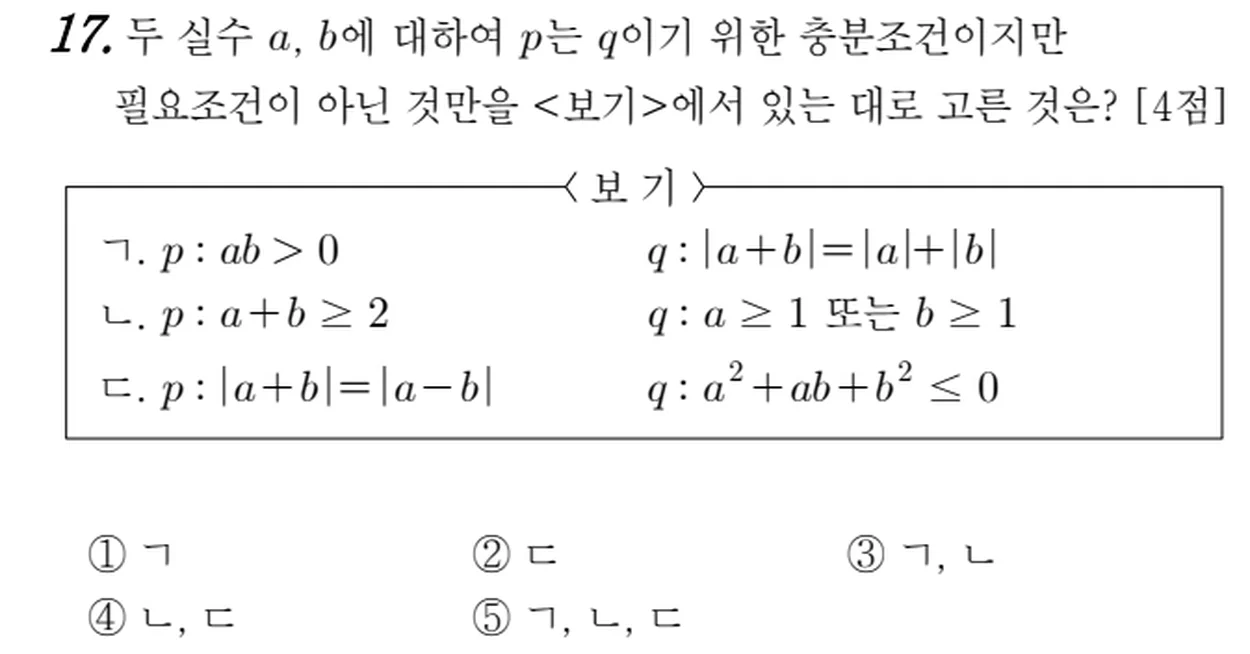 17. 두 실수 a, b에 대하여 p는 q이기 위한 충분조건이지만
필요조건이 아닌 것만을 <보기>에서 있는 대로 고른 것은? [4점]
〈 보 기 〉
ㄱ. p : ab > 0 q : |a+b|=|a|+|b|
ㄴ. p : a+b ≥ 2 q : a ≥ 1 또는 b ≥ 1
ㄷ. p : |a+b|=|a−b| q : a²+ab+b² ≤ 0
① ㄱ ② ㄷ ③ ㄱ, ㄴ
④ ㄴ, ㄷ ⑤ ㄱ, ㄴ, ㄷ